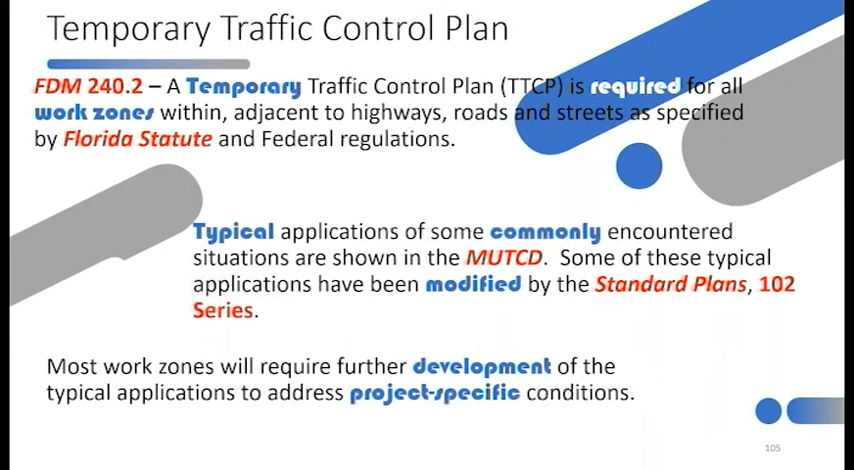 Temporary Traffic Control Plan
FDM 240.2 – A Temporary Traffic Control Plan (TTCP) is required for all
work zones within, adjacent to highways, roads and streets as specified
by Florida Statute and Federal regulations.
Typical applications of some commonly encountered
situations are shown in the MUTCD. Some of these typical
applications have been modified by the Standard Plans, 102
Series.
Most work zones will require further development of the
typical applications to address project-specific conditions.
105